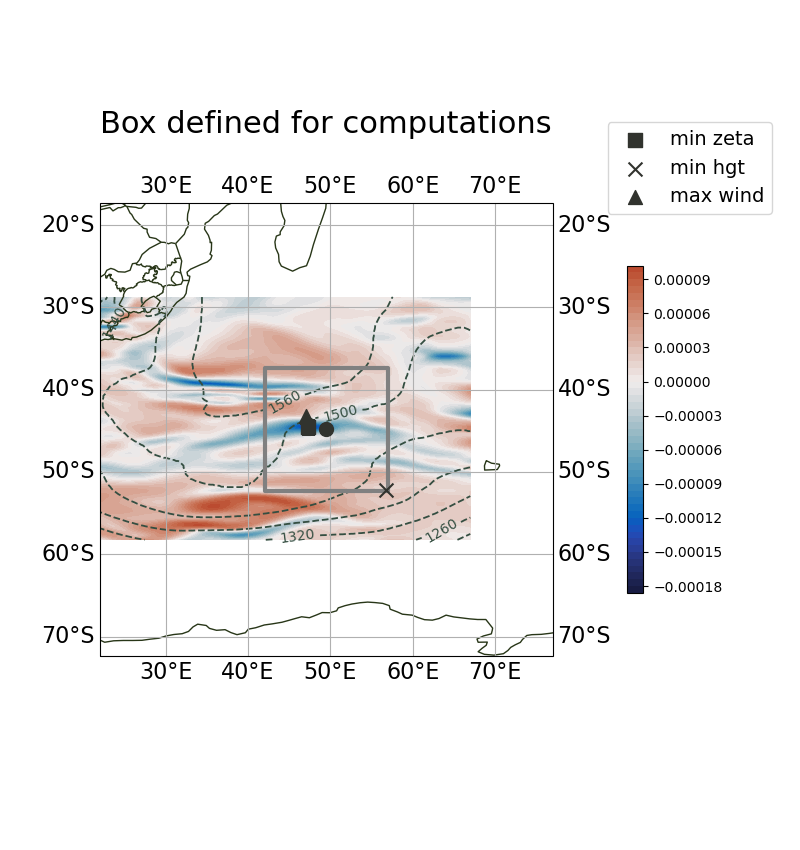 Box defined for computations
min zeta
min hgt
max wind
30°E 40°E 50°E 60°E 70°E
20°S 20°S
30°S 30°S
40°S 40°S
50°S 50°S
60°S 60°S
70°S 70°S
30°E 40°E 50°E 60°E 70°E
1560
1500
1320
1260
0.00009
0.00006
0.00003
0.00000
−0.00003
−0.00006
−0.00009
−0.00012
−0.00015
−0.00018